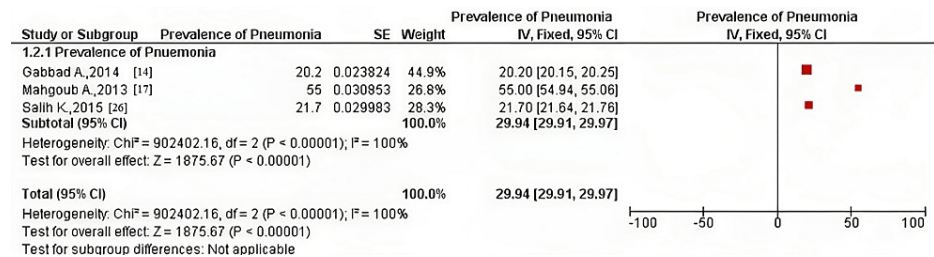 Prevalence of Pneumonia Prevalence of Pneumonia
Study or Subgroup Prevalence of Pneumonia SE Weight IV, Fixed, 95% CI IV, Fixed, 95% CI
1.2.1 Prevalence of Pnuemonia
Gabbad A.,2014 [14] 20.2 0.023824 44.9% 20.20 [20.15, 20.25]
Mahgoub A.,2013 [17] 55 0.030853 26.8% 55.00 [54.94, 55.06]
Salih K.,2015 [26] 21.7 0.029983 28.3% 21.70 [21.64, 21.76]
Subtotal (95% CI) 100.0% 29.94 [29.91, 29.97]
Heterogeneity: Chi² = 902402.16, df = 2 (P < 0.00001); I² = 100%
Test for overall effect: Z = 1875.67 (P < 0.00001)
Total (95% CI) 100.0% 29.94 [29.91, 29.97]
Heterogeneity: Chi² = 902402.16, df = 2 (P < 0.00001); I² = 100%
Test for overall effect: Z = 1875.67 (P < 0.00001)
Test for subgroup differences: Not applicable
-100 -50 0 50 100